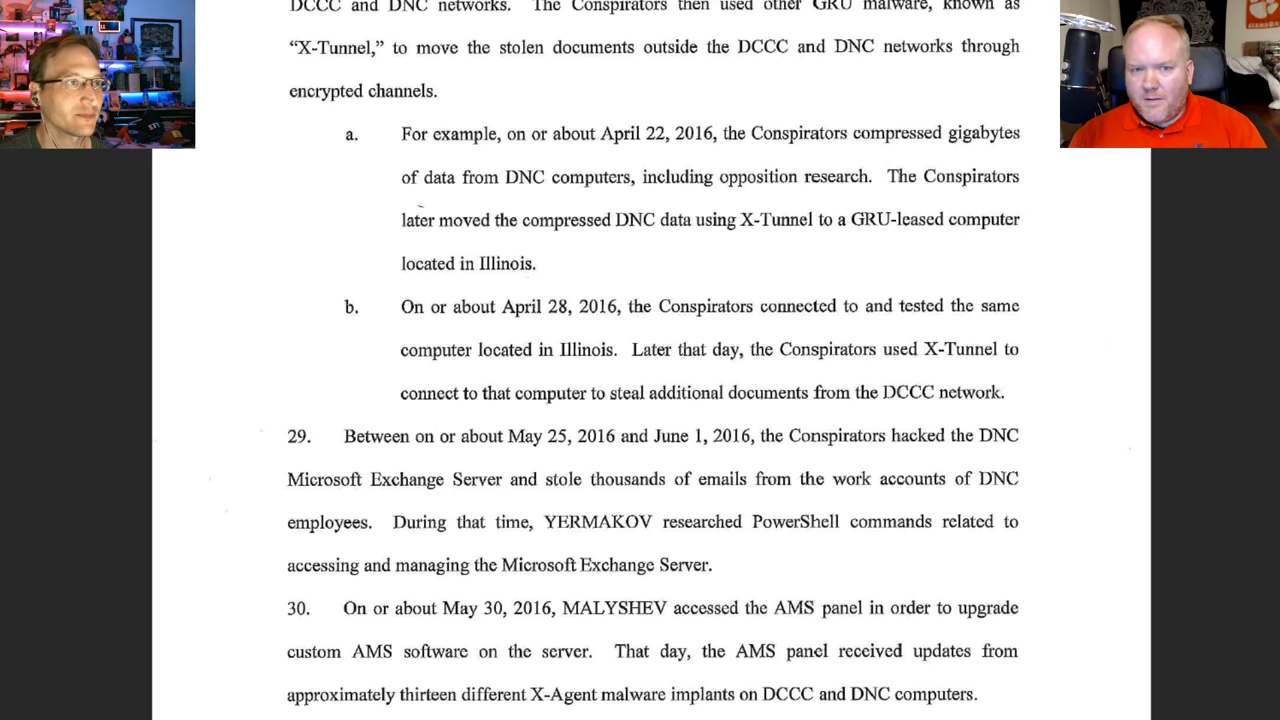 DCCC and DNC networks. The Conspirators then used other GRU malware, known as
“X-Tunnel,” to move the stolen documents outside the DCCC and DNC networks through
encrypted channels.
a. For example, on or about April 22, 2016, the Conspirators compressed gigabytes
of data from DNC computers, including opposition research. The Conspirators
later moved the compressed DNC data using X-Tunnel to a GRU-leased computer
located in Illinois.
b. On or about April 28, 2016, the Conspirators connected to and tested the same
computer located in Illinois. Later that day, the Conspirators used X-Tunnel to
connect to that computer to steal additional documents from the DCCC network.
29. Between on or about May 25, 2016 and June 1, 2016, the Conspirators hacked the DNC
Microsoft Exchange Server and stole thousands of emails from the work accounts of DNC
employees. During that time, YERMAKOV researched PowerShell commands related to
accessing and managing the Microsoft Exchange Server.
30. On or about May 30, 2016, MALYSHEV accessed the AMS panel in order to upgrade
custom AMS software on the server. That day, the AMS panel received updates from
approximately thirteen different X-Agent malware implants on DCCC and DNC computers.